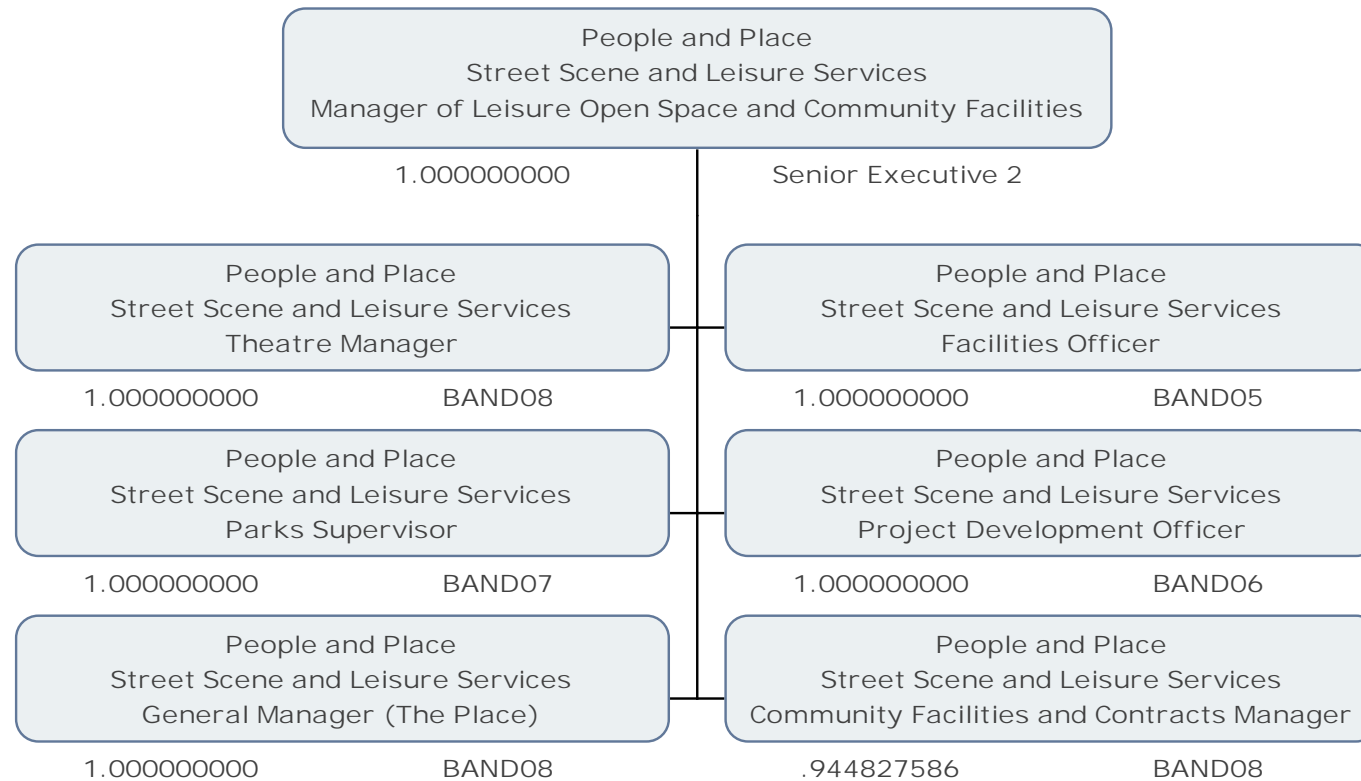 People and Place
Street Scene and Leisure Services
Manager of Leisure Open Space and Community Facilities
1.000000000 Senior Executive 2
People and Place
Street Scene and Leisure Services
Theatre Manager
1.000000000 BAND08
People and Place
Street Scene and Leisure Services
Facilities Officer
1.000000000 BAND05
People and Place
Street Scene and Leisure Services
Parks Supervisor
1.000000000 BAND07
People and Place
Street Scene and Leisure Services
Project Development Officer
1.000000000 BAND06
People and Place
Street Scene and Leisure Services
General Manager (The Place)
1.000000000 BAND08
People and Place
Street Scene and Leisure Services
Community Facilities and Contracts Manager
.944827586 BAND08